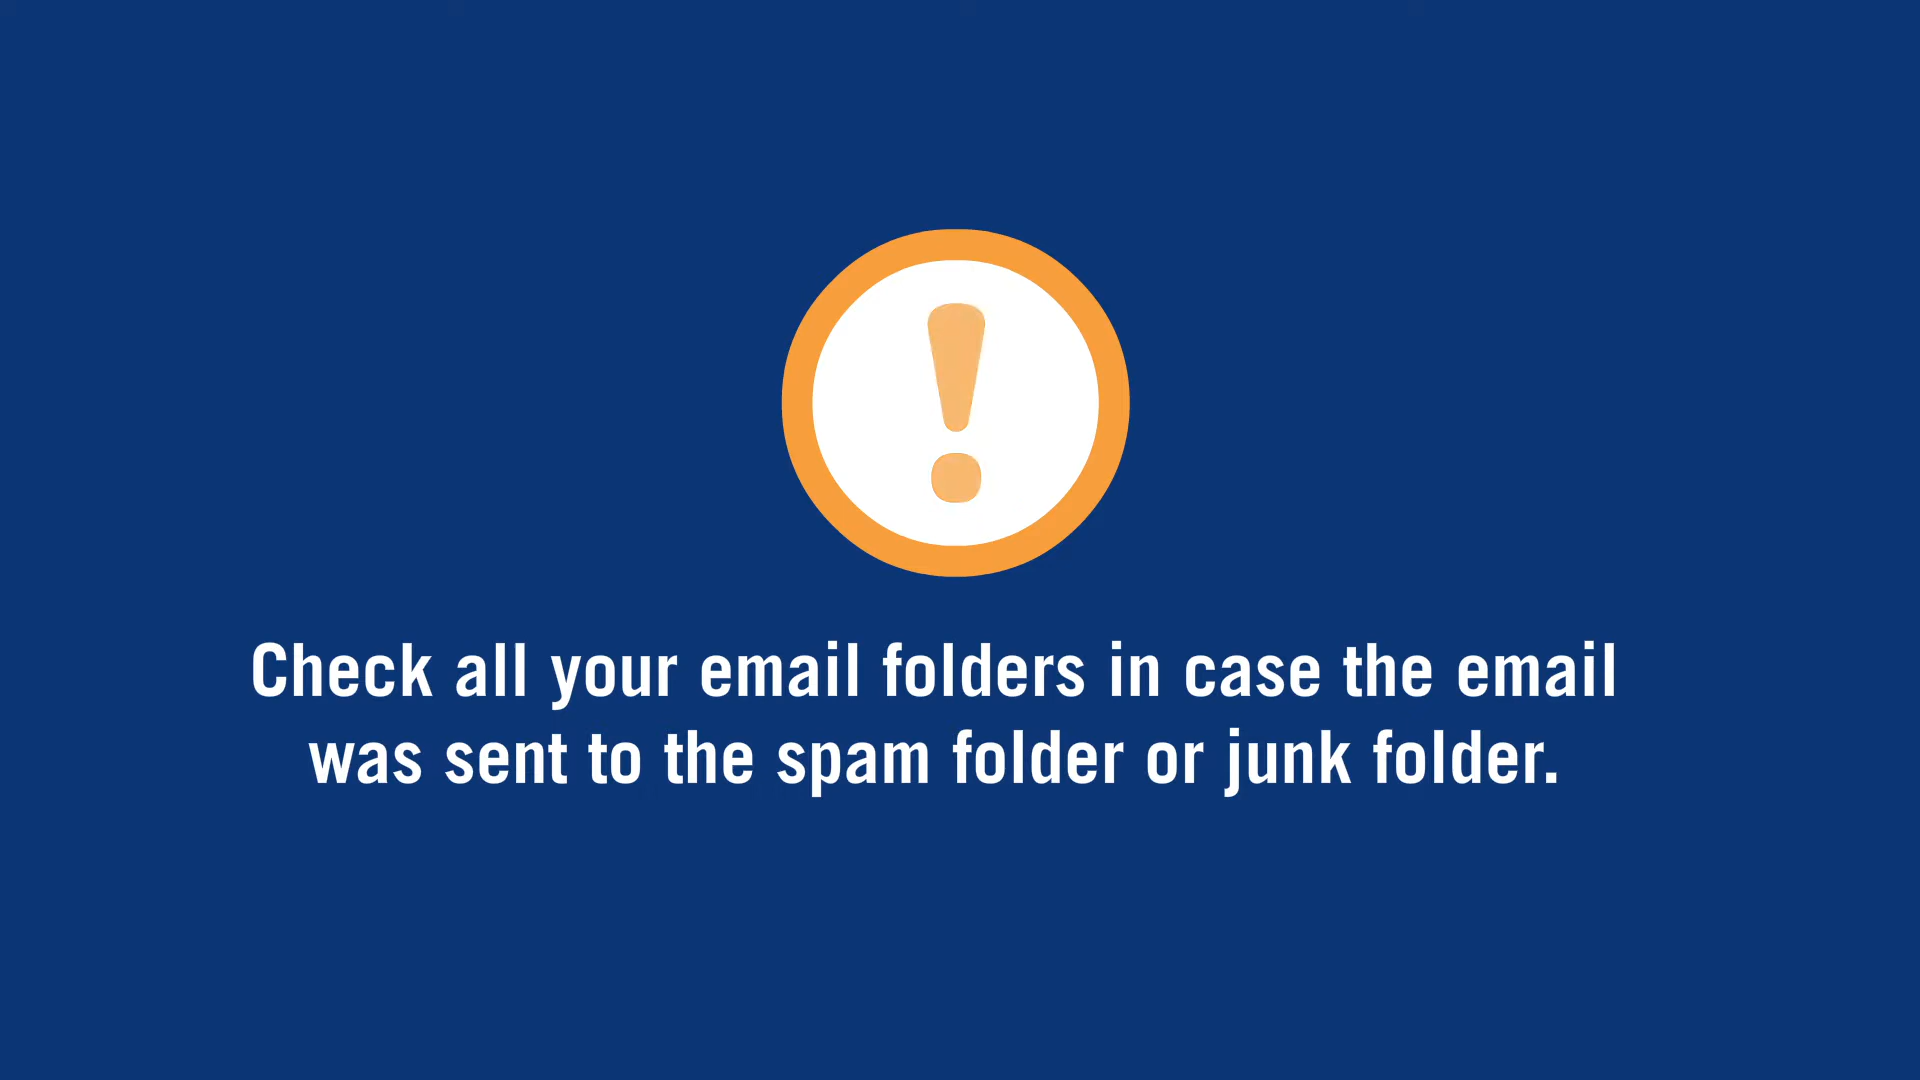 Check all your email folders in case the email
was sent to the spam folder or junk folder.